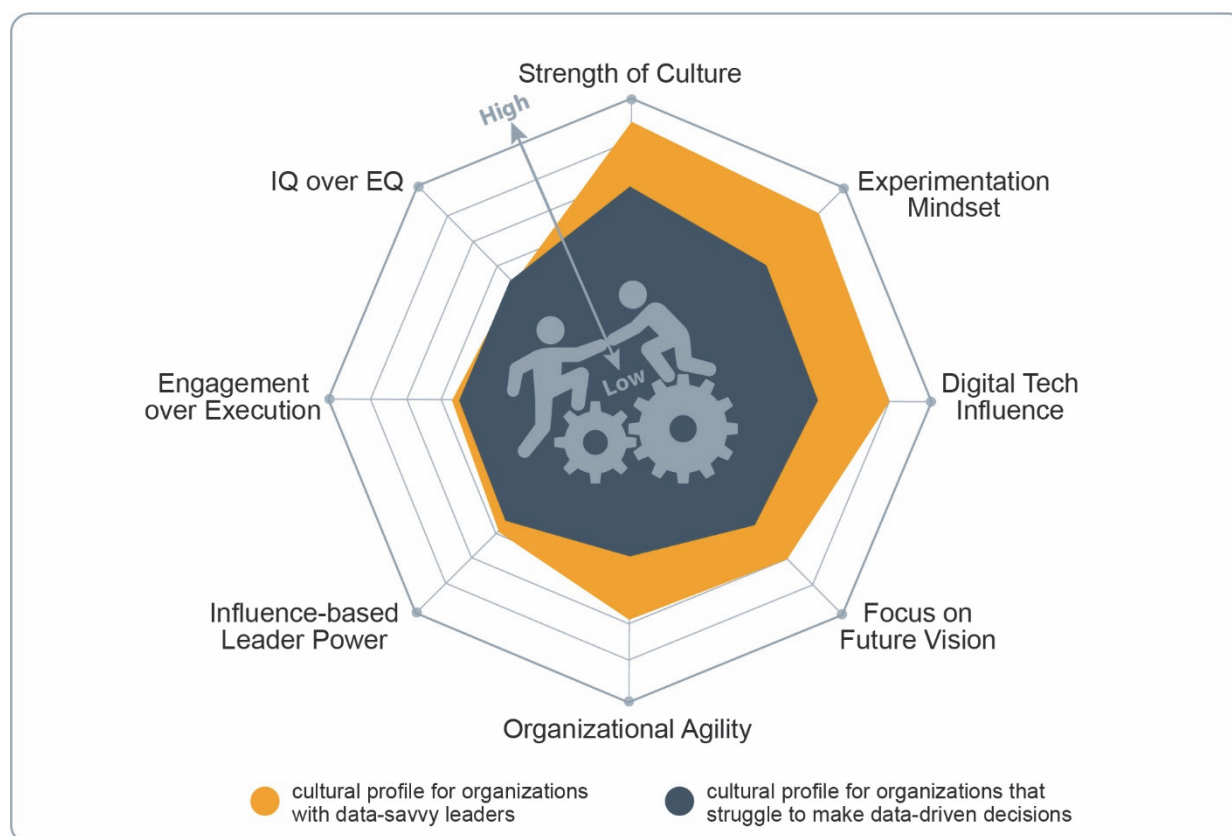 Strength of Culture
High
IQ over EQ
Experimentation
Mindset
Engagement
over Execution
Low
Digital Tech
Influence
Influence-based
Leader Power
Focus on
Future Vision
Organizational Agility
cultural profile for organizations
with data-savvy leaders
cultural profile for organizations that
struggle to make data-driven decisions